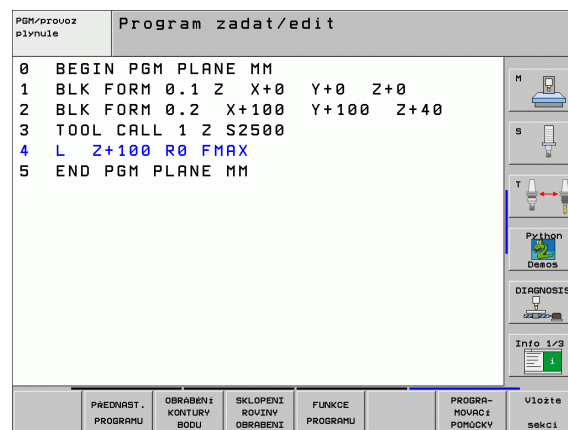 PGM/provoz
plynule
Program zadat/edit
0 BEGIN PGM PLANE MM
1 BLK FORM 0.1 Z X+0 Y+0 Z+0
2 BLK FORM 0.2 X+100 Y+100 Z+40
3 TOOL CALL 1 Z S2500
4 L Z+100 R0 FMAX
5 END PGM PLANE MM
M
S
T
Python
Demos
DIAGNOSIS
Info 1/3
i
PŘEDNAST.
PROGRAMU
OBRÁBĚNÍ
KONTURY
BODU
SKLOPENI
ROVINY
OBRABENI
FUNKCE
PROGRAMU
PROGRA-
MOVACÍ
POMŮCKY
Vložte
sekci